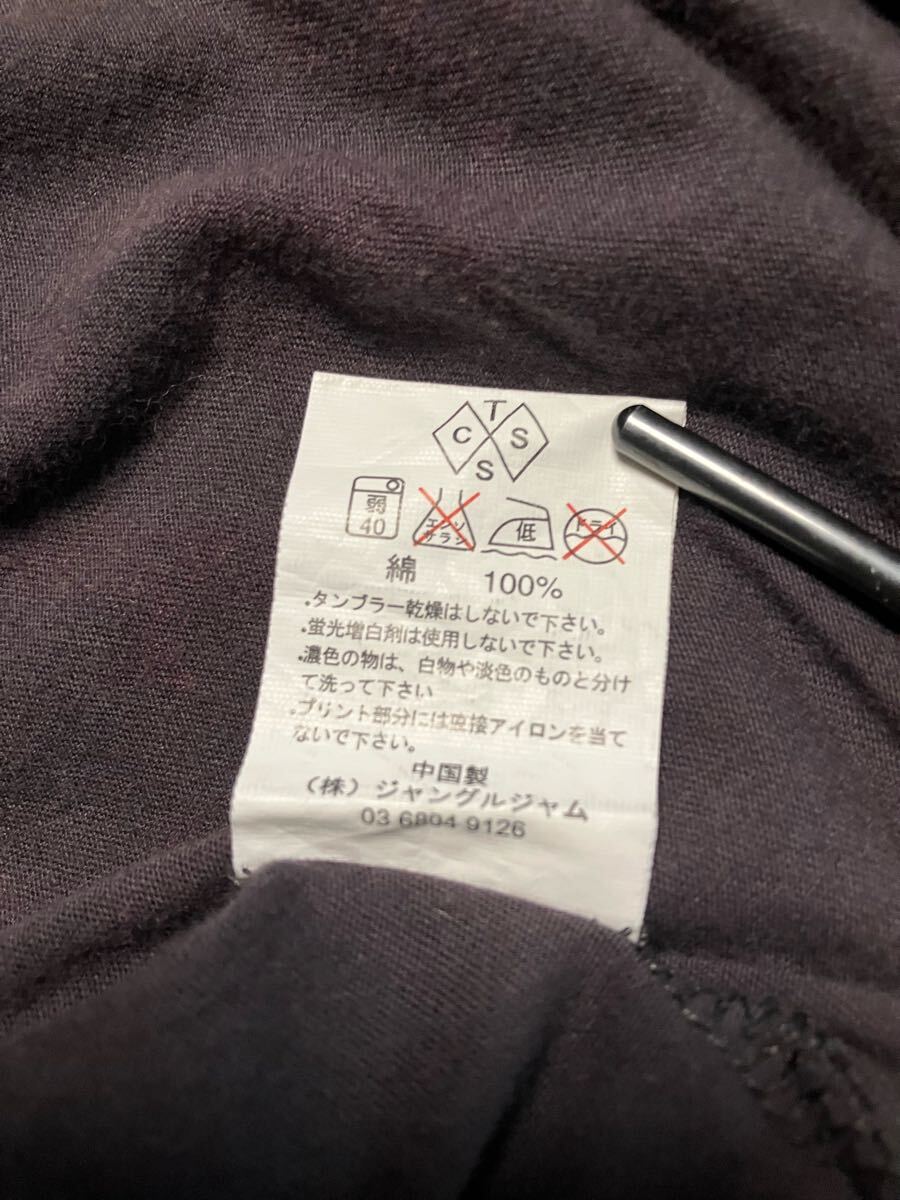 T
C S
S
弱 40
エンソ サラシ
低
ドライ
綿 100%
・タンブラー乾燥はしないで下さい。
・蛍光増白剤は使用しないで下さい。
・濃色の物は、白物や淡色のものと分け
て洗って下さい
・プリント部分には直接アイロンを当て
ないで下さい。
中国製
(株)ジャングルジャム
03 6804 9126